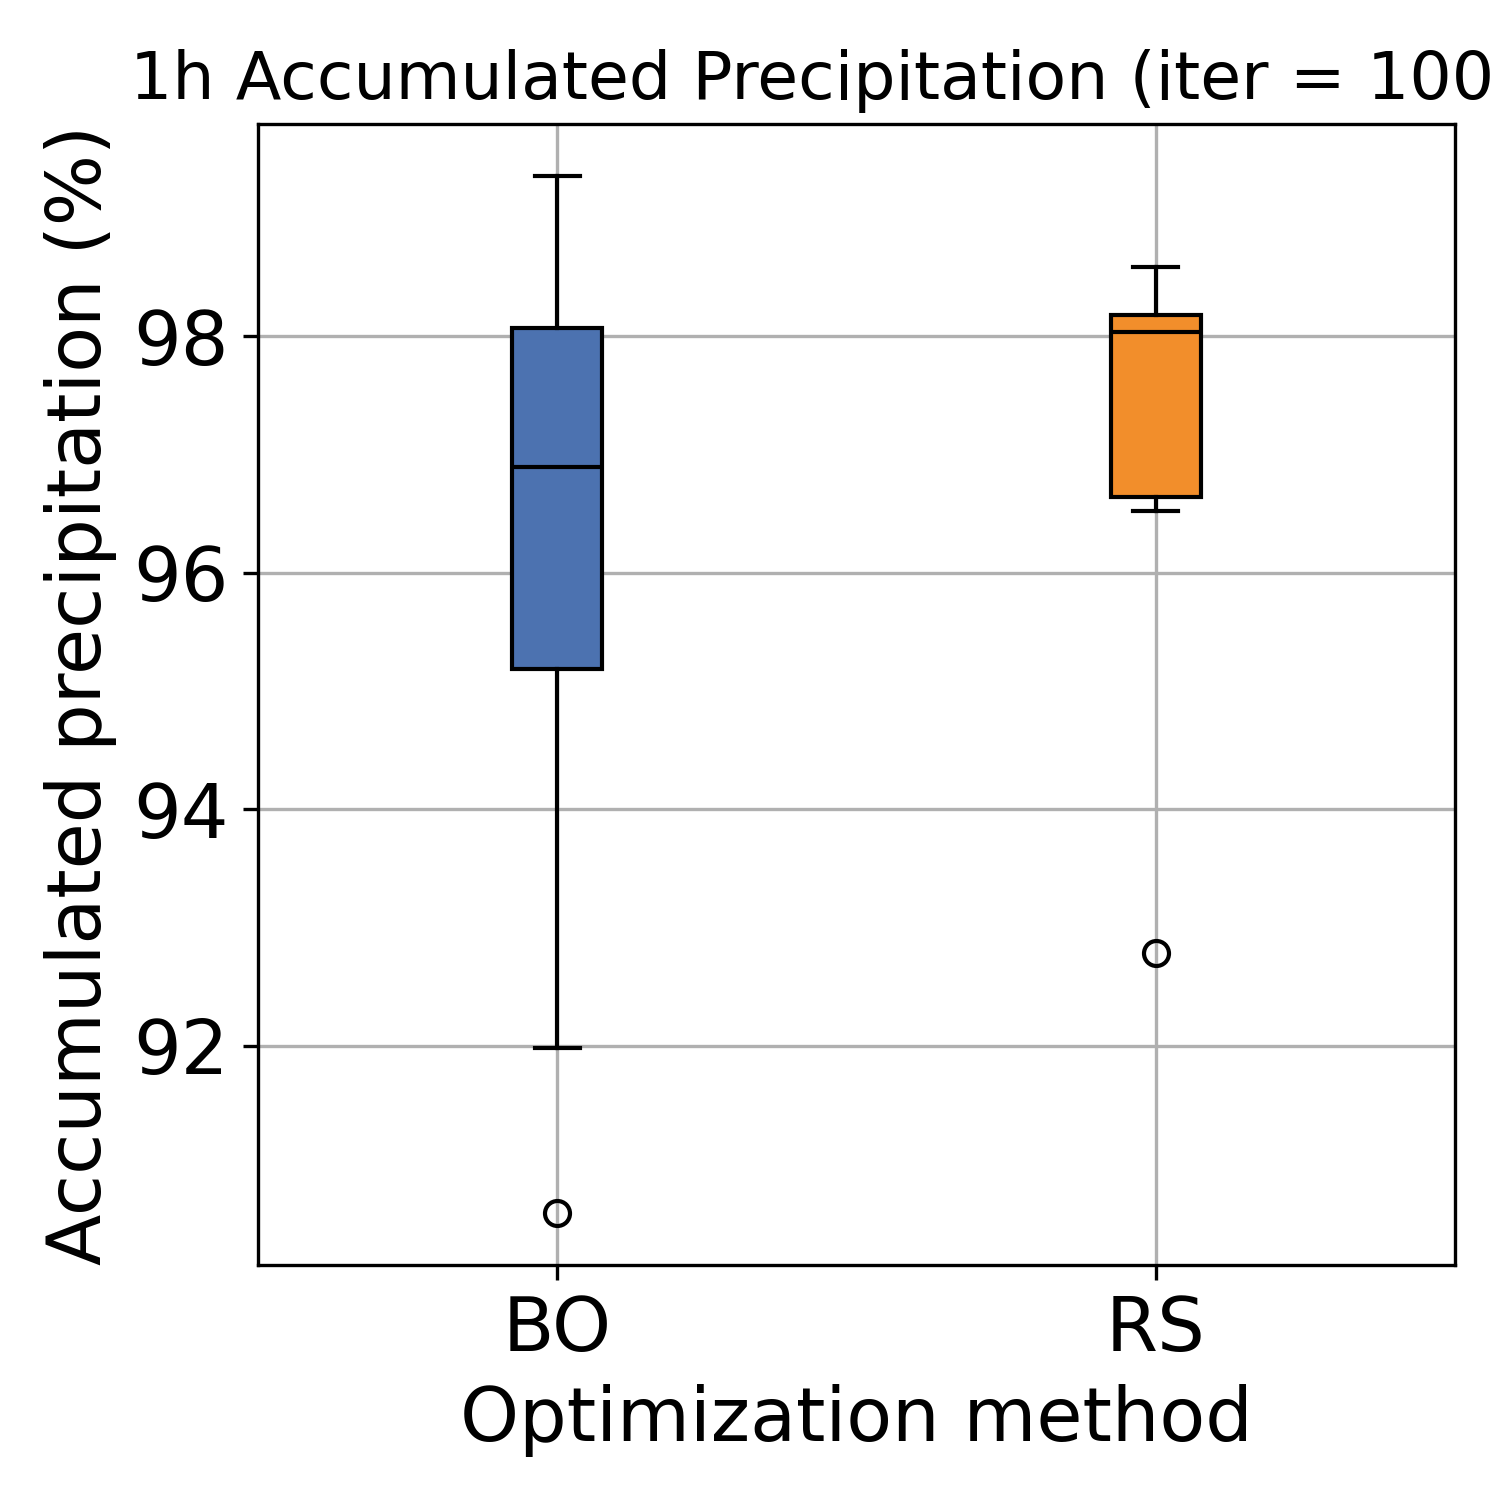 1h Accumulated Precipitation (iter = 100
Accumulated precipitation (%)
98
96
94
92
BO
RS
Optimization method